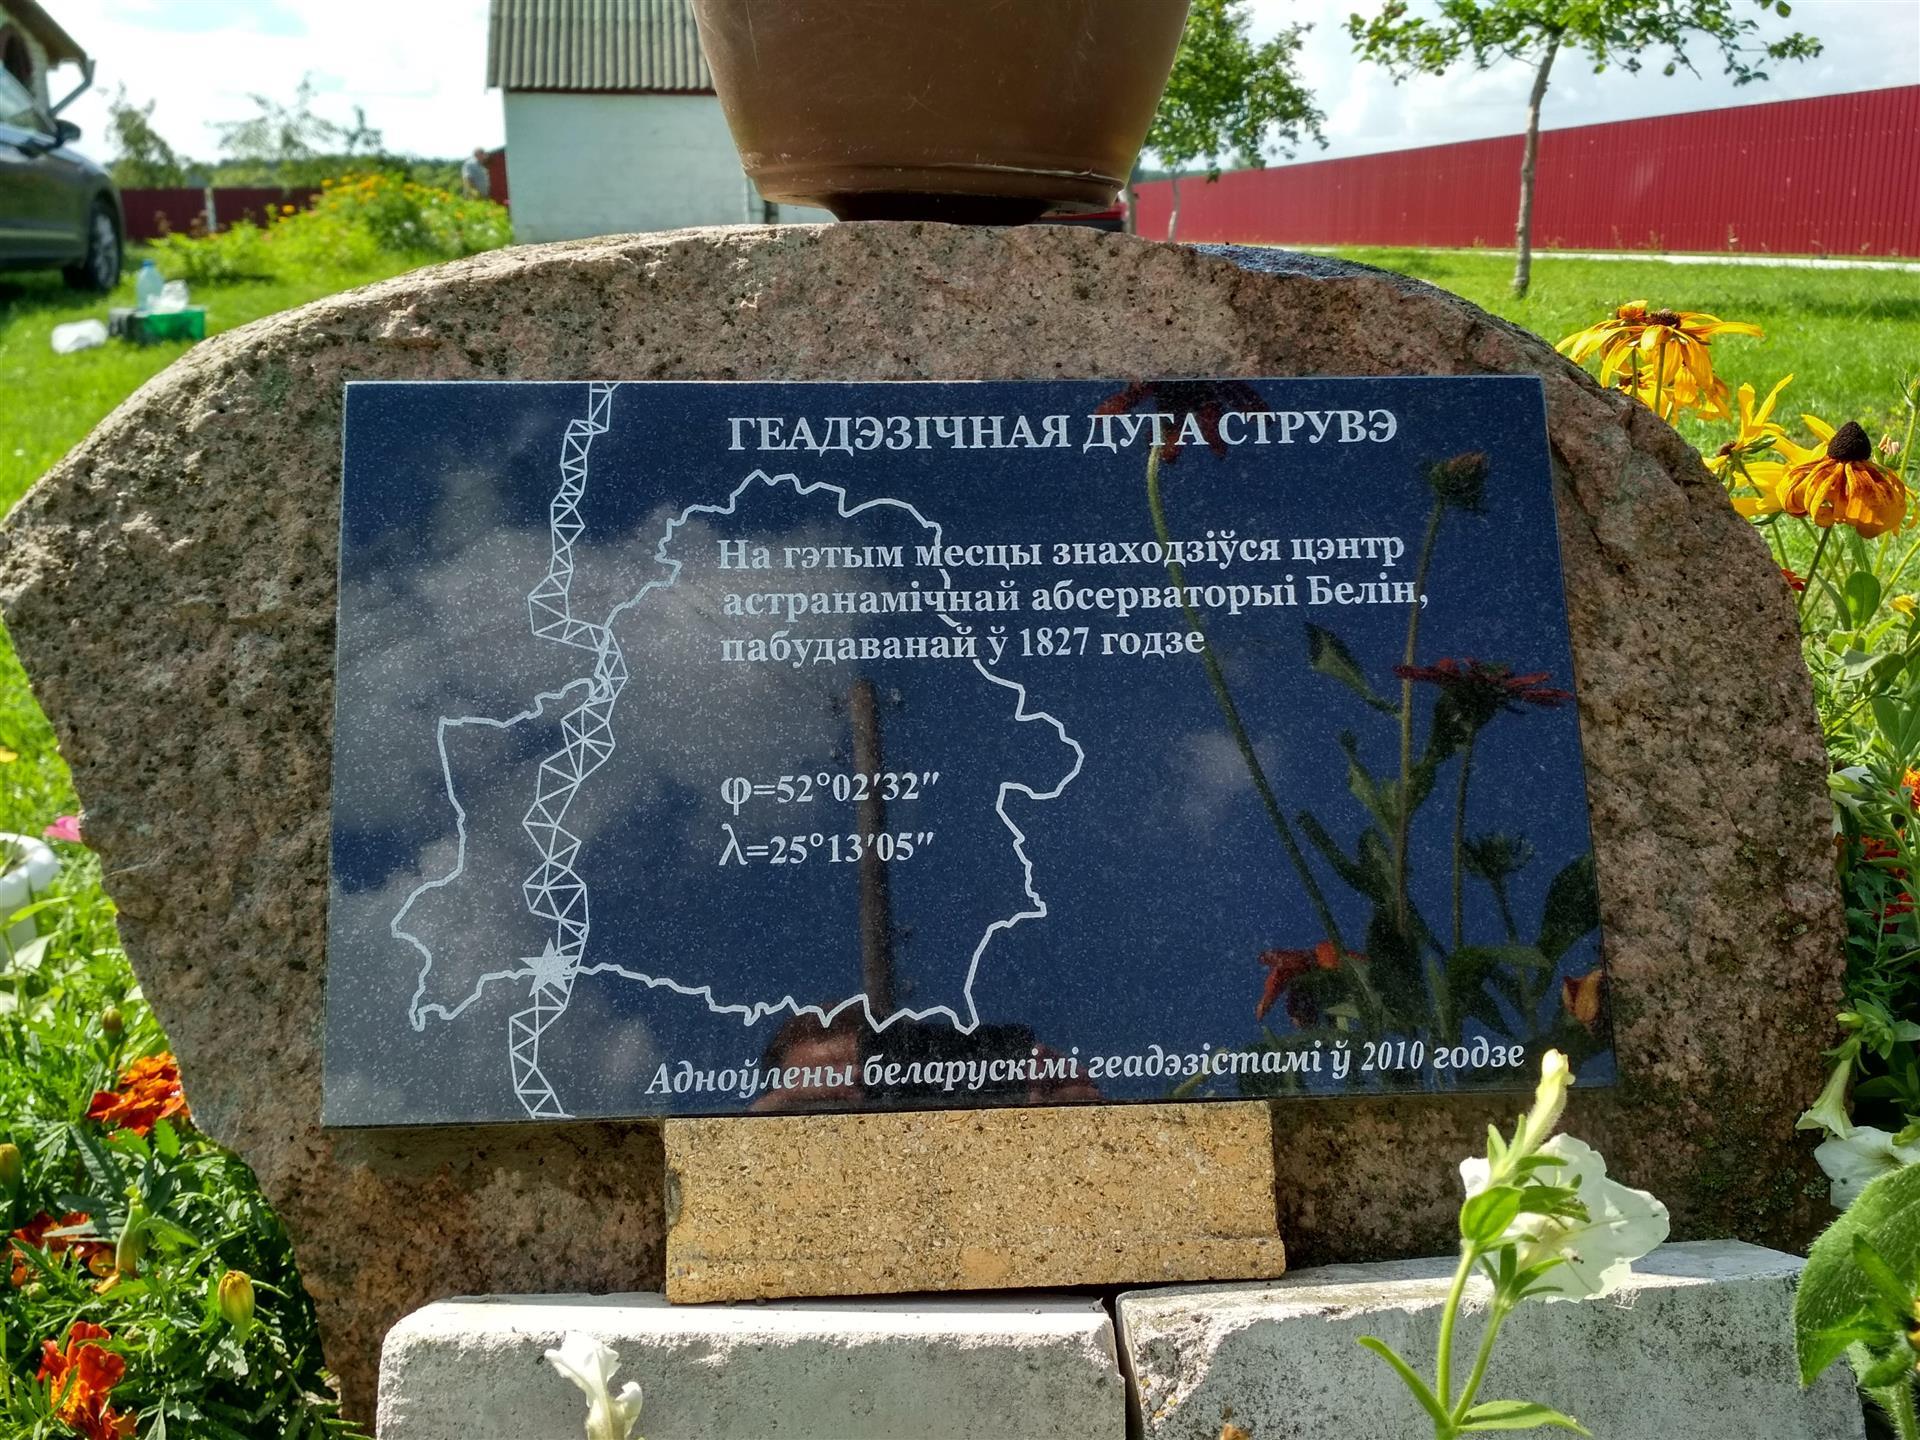 ГЕАДЭЗІЧНАЯ ДУГА СТРУВЭ
На гэтым месцы знаходзіўся цэнтр
астранамічнай абсерваторыі Белін,
пабудаванай ў 1827 годзе
φ=52°02'32"
λ=25°13'05"
Адноўлены беларускімі геадэзістамі ў 2010 годзе